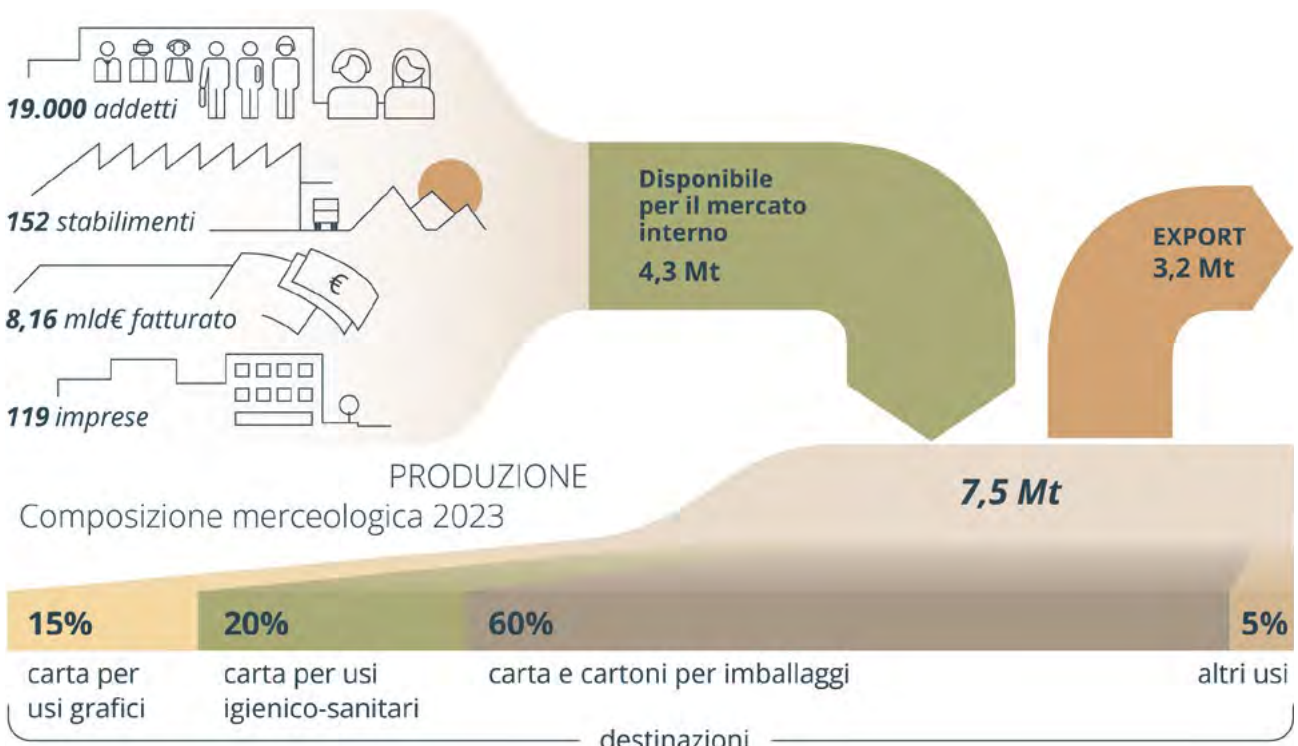 19.000 addetti
152 stabilimenti
€
8,16 mld€ fatturato
119 imprese
Disponibile
per il mercato
interno
4,3 Mt
EXPORT
3,2 Mt
PRODUZIONE
Composizione merceologica 2023
7,5 Mt
15%
carta per
usi grafici
20%
carta per usi
igienico-sanitari
60%
carta e cartoni per imballaggi
5%
altri usi
destinazioni